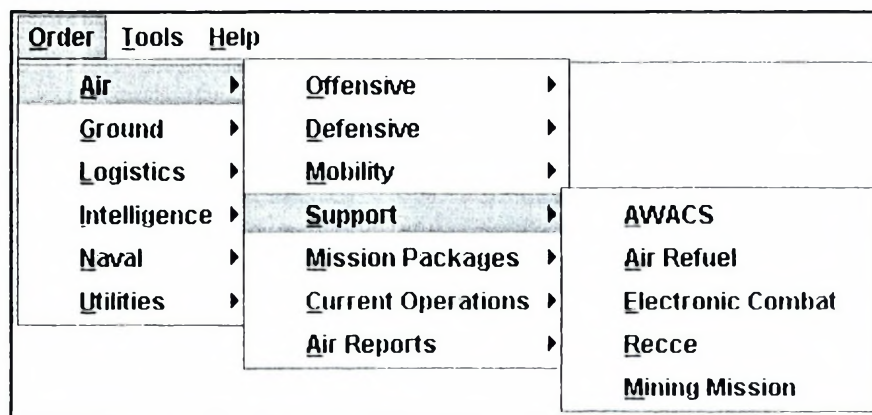 Order Tools Help
Air
Ground
Logistics
Intelligence
Naval
Utilities
Offensive
Defensive
Mobility
Support
Mission Packages
Current Operations
Air Reports
AWACS
Air Refuel
Electronic Combat
Recce
Mining Mission